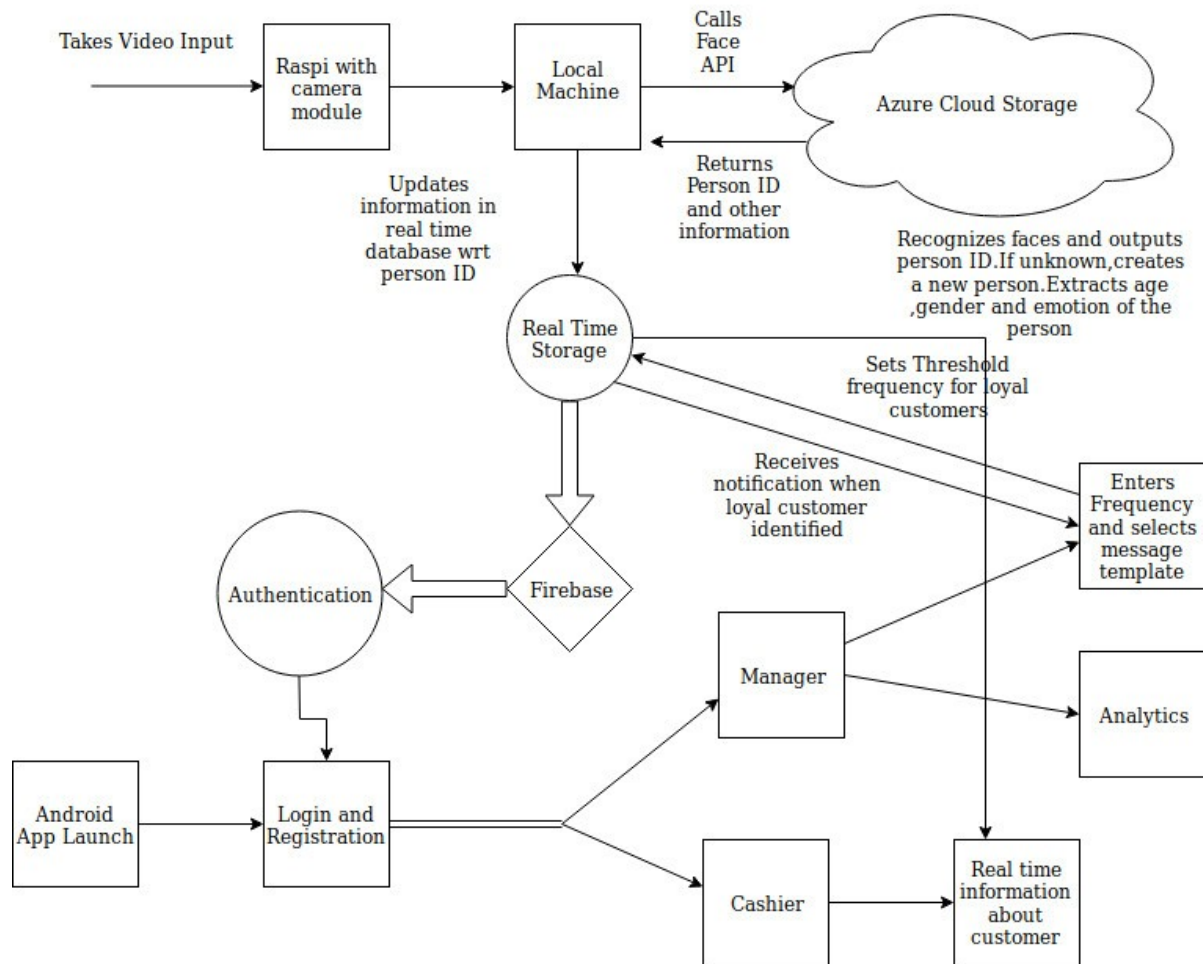 Takes Video Input
Raspi with
camera
module
Local
Machine
Calls
Face
API
Azure Cloud Storage
Updates
information in
real time
database wrt
person ID
Returns
Person ID
and other
information
Recognizes faces and outputs
person ID.If unknown,creates
a new person.Extracts age
,gender and emotion of the
person
Real Time
Storage
Sets Threshold
frequency for loyal
customers
Receives
notification when
loyal customer
identified
Enters
Frequency
and selects
message
template
Authentication
Firebase
Manager
Analytics
Android
App Launch
Login and
Registration
Cashier
Real time
information
about
customer